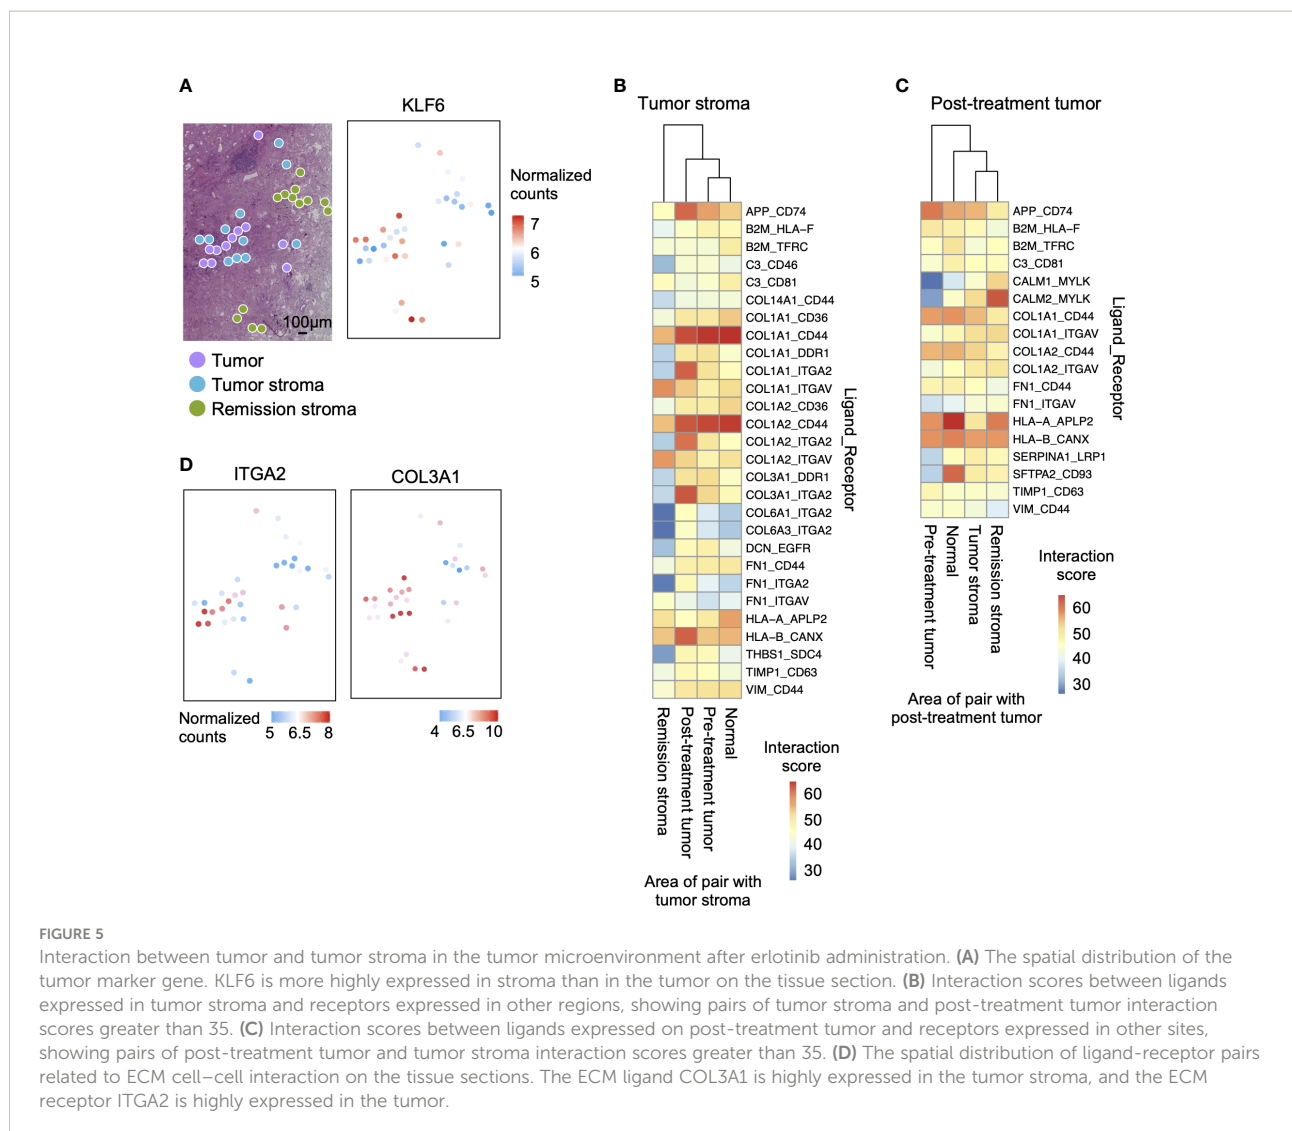 A
KLF6
Normalized
counts
7
6
5
100μm
Tumor
Tumor stroma
Remission stroma
B
Tumor stroma
APP_CD74
B2M_HLA-F
B2M_TFRC
C3_CD46
C3_CD81
COL14A1_CD44
COL1A1_CD36
COL1A1_CD44
COL1A1_DDR1
COL1A1_ITGA2
COL1A1_ITGAV
COL1A2_CD36
COL1A2_CD44
COL1A2_ITGA2
COL1A2_ITGAV
COL3A1_DDR1
COL3A1_ITGA2
COL6A1_ITGA2
COL6A3_ITGA2
DCN_EGFR
FN1_CD44
FN1_ITGA2
FN1_ITGAV
HLA-A_APLP2
HLA-B_CANX
THBS1_SDC4
TIMP1_CD63
VIM_CD44
Ligand_Receptor
Remission stroma
Post-treatment tumor
Pre-treatment tumor
Normal
Area of pair with
tumor stroma
Interaction
score
60
50
40
30
C
Post-treatment tumor
APP_CD74
B2M_HLA-F
B2M_TFRC
C3_CD81
CALM1_MYLK
CALM2_MYLK
COL1A1_CD44
COL1A1_ITGAV
COL1A2_CD44
COL1A2_ITGAV
FN1_CD44
FN1_ITGAV
HLA-A_APLP2
HLA-B_CANX
SERPINA1_LRP1
SFTPA2_CD93
TIMP1_CD63
VIM_CD44
Ligand_Receptor
Pre-treatment tumor
Normal
Tumor stroma
Remission stroma
Area of pair with
post-treatment tumor
Interaction
score
60
50
40
30
D
ITGA2
COL3A1
Normalized
counts
5 6.5 8
4 6.5 10
FIGURE 5
Interaction between tumor and tumor stroma in the tumor microenvironment after erlotinib administration. (A) The spatial distribution of the
tumor marker gene. KLF6 is more highly expressed in stroma than in the tumor on the tissue section. (B) Interaction scores between ligands
expressed in tumor stroma and receptors expressed in other regions, showing pairs of tumor stroma and post-treatment tumor interaction
scores greater than 35. (C) Interaction scores between ligands expressed on post-treatment tumor and receptors expressed in other sites,
showing pairs of post-treatment tumor and tumor stroma interaction scores greater than 35. (D) The spatial distribution of ligand-receptor pairs
related to ECM cell–cell interaction on the tissue sections. The ECM ligand COL3A1 is highly expressed in the tumor stroma, and the ECM
receptor ITGA2 is highly expressed in the tumor.